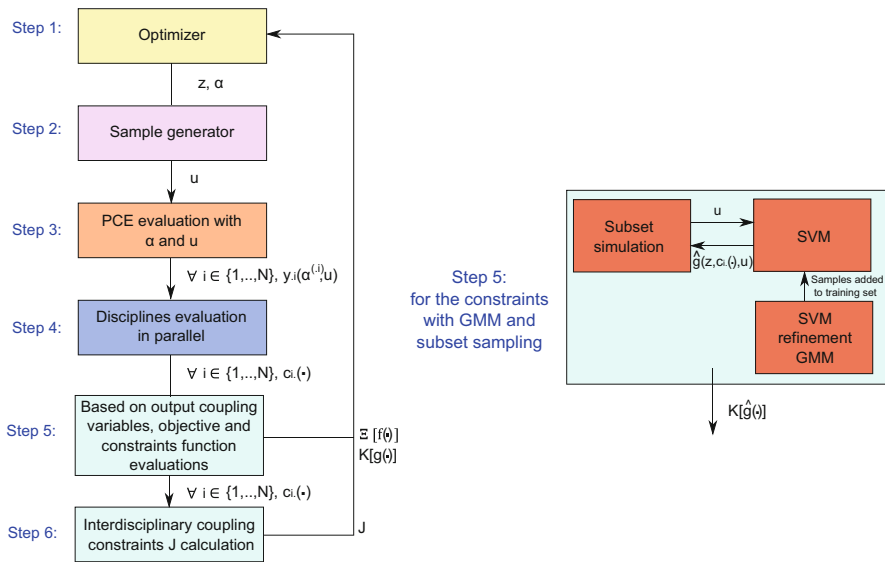 Step 1:
Optimizer
z, α
Step 2:
Sample generator
u
Step 3:
PCE evaluation with
α and u
∀ i ∈ {1,..,N}, y.i(α^(.i);u)
Step 4:
Disciplines evaluation
in parallel
∀ i ∈ {1,..,N}, ci.(▪)
Step 5:
Based on output coupling
variables, objective and
constraints function
evaluations
Ξ [f(▪)]
K[g(▪)]
∀ i ∈ {1,..,N}, ci.(▪)
Step 6:
Interdisciplinary coupling
constraints J calculation
J
Step 5:
for the constraints
with GMM and
subset sampling
Subset
simulation
u
ĝ(z,ci.(▪),u)
SVM
Samples added
to training set
SVM
refinement
GMM
K[ĝ(▪)]